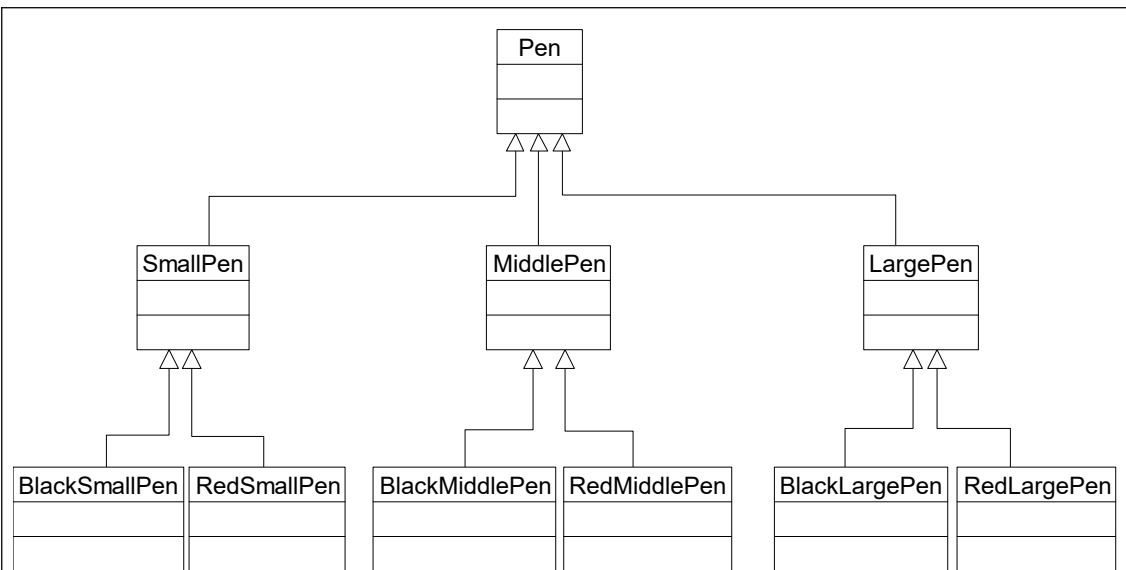 Pen
SmallPen
MiddlePen
LargePen
BlackSmallPen
RedSmallPen
BlackMiddlePen
RedMiddlePen
BlackLargePen
RedLargePen